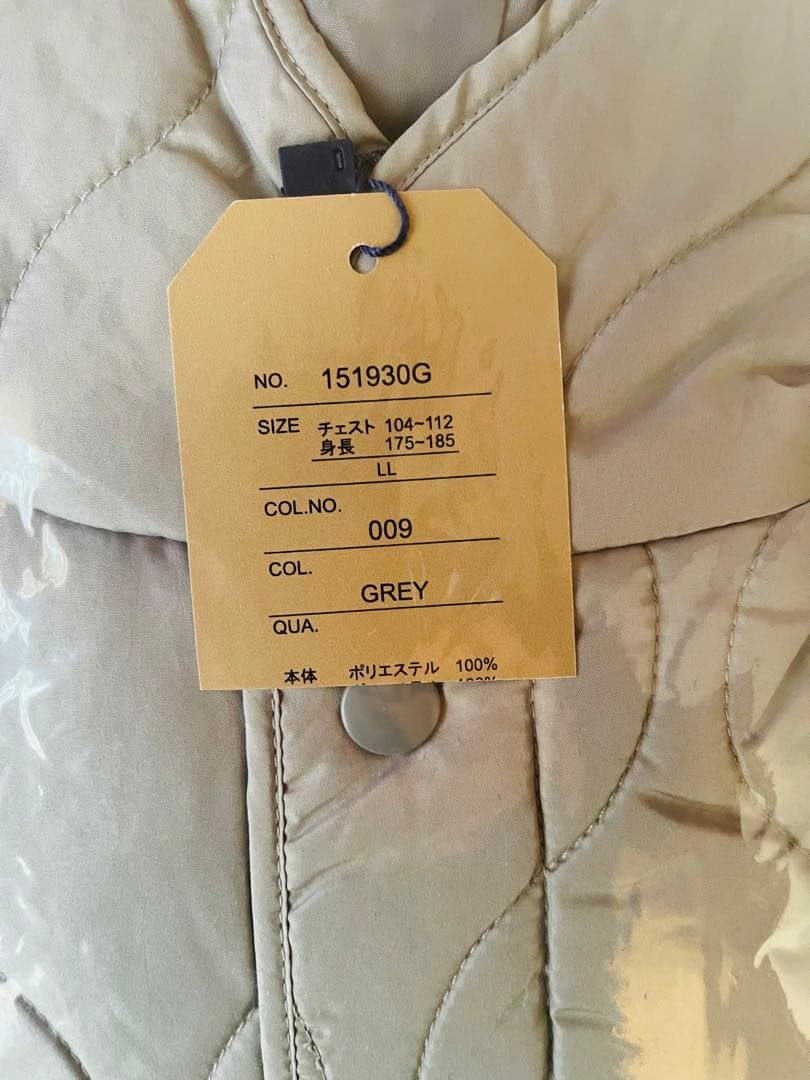 NO. 151930G
SIZE チェスト 104~112
身長 175~185
LL
COL.NO.
009
COL.
GREY
QUA.
本体 ポリエステル 100%